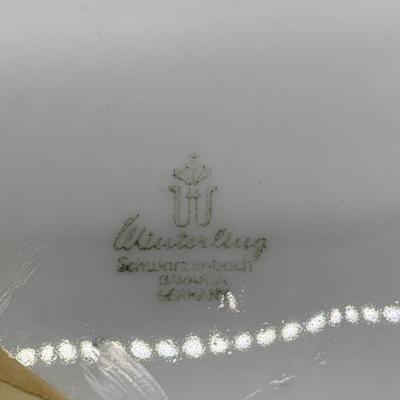 Winterling
Schwarzenbach
BAVARIA
GERMANY